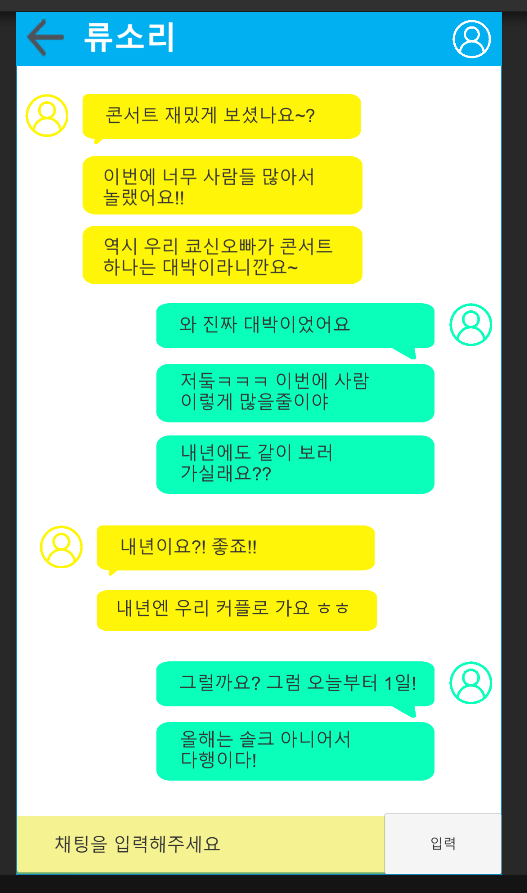 류소리
콘서트 재밌게 보셨나요~?
이번에 너무 사람들 많아서
놀랬어요!!
역시 우리 쿄신오빠가 콘서트
하나는 대박이라니깐요~
와 진짜 대박이었어요
저둨ㅋㅋㅋ 이번에 사람
이렇게 많을줄이야
내년에도 같이 보러
가실래요??
내년이요?! 좋죠!!
내년엔 우리 커플로 가요 ㅎㅎ
그럴까요? 그럼 오늘부터 1일!
올해는 솔크 아니어서
다행이다!
채팅을 입력해주세요
입력